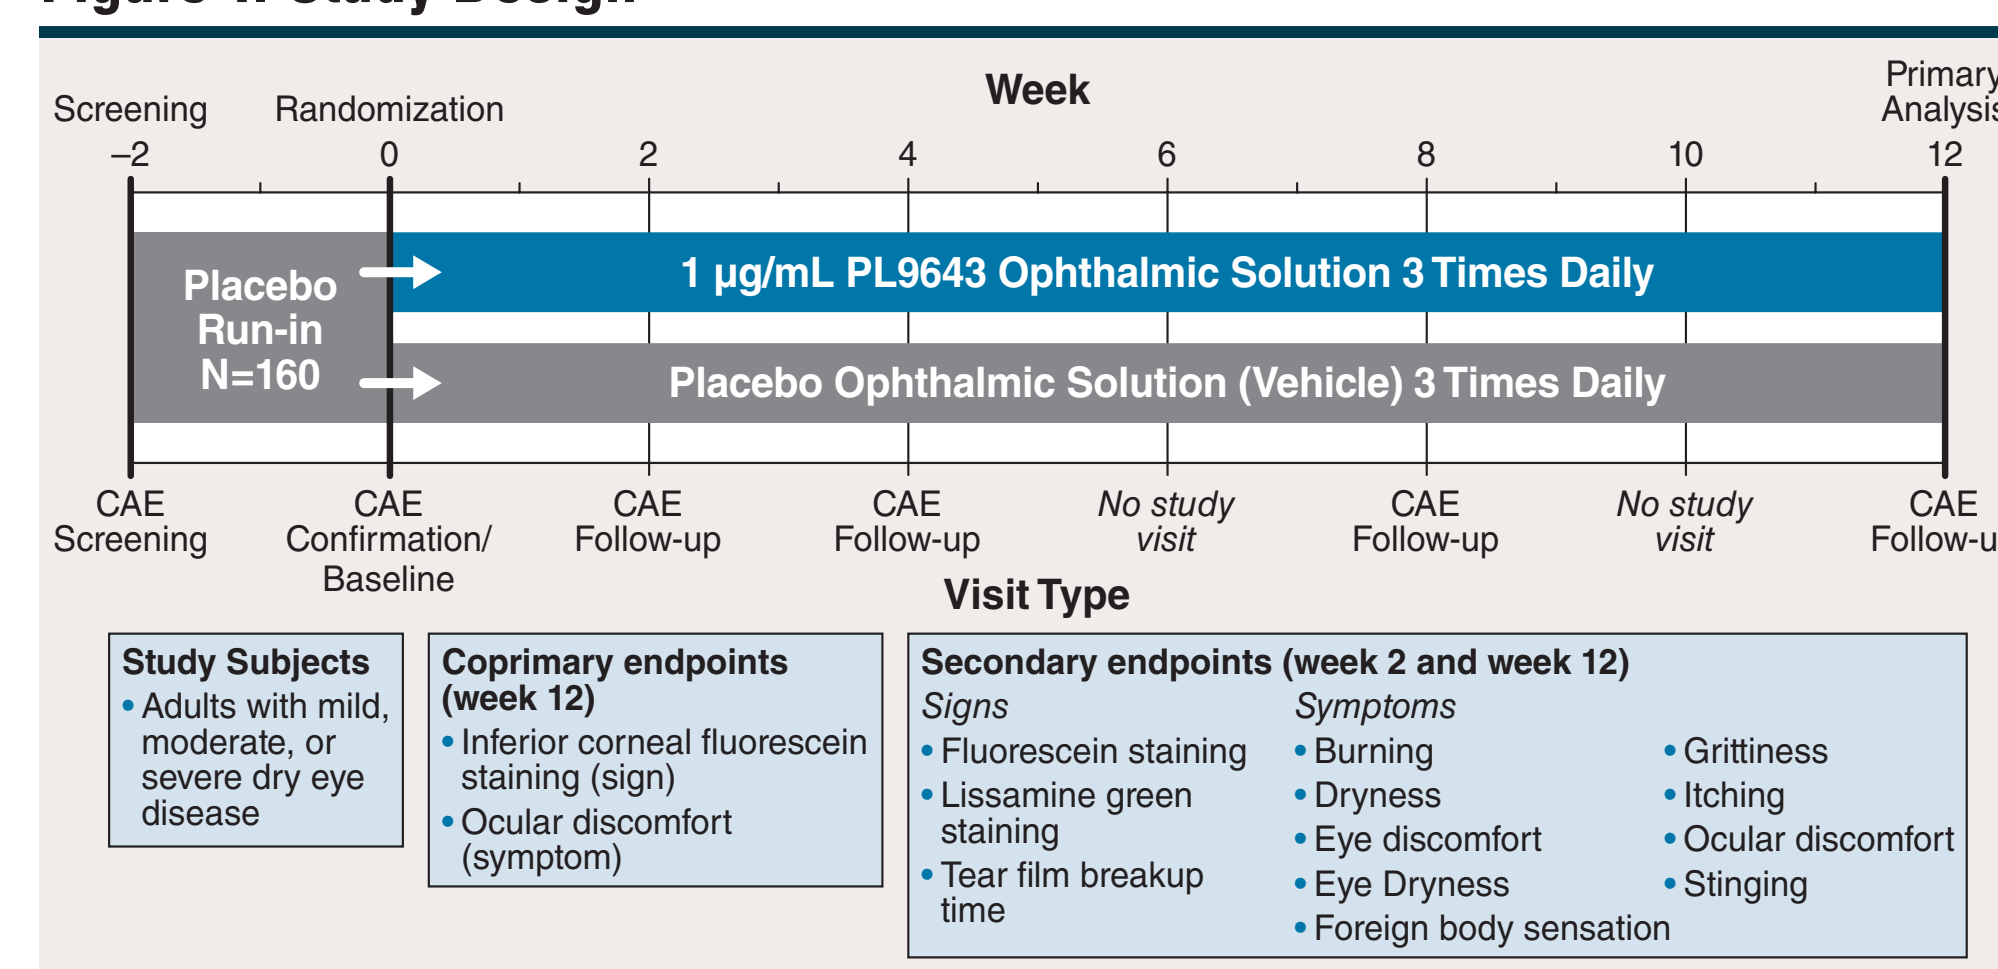 Figure 1. Study Design
Week
Primary
Screening
Randomization
Analysis
–2
0
2
4
6
8
10
12
Placebo
Run-in
N=160
1 µg/mL PL9643 Ophthalmic Solution 3 Times Daily
Placebo Ophthalmic Solution (Vehicle) 3 Times Daily
CAE
Screening
CAE
Confirmation/
Baseline
CAE
Follow-up
CAE
Follow-up
No study
visit
CAE
Follow-up
No study
visit
CAE
Follow-u
Visit Type
Study Subjects
• Adults with mild,
moderate, or
severe dry eye
disease
Coprimary endpoints
(week 12)
• Inferior corneal fluorescein
staining (sign)
• Ocular discomfort
(symptom)
Secondary endpoints (week 2 and week 12)
Signs
• Fluorescein staining
• Lissamine green
staining
• Tear film breakup
time
Symptoms
• Burning
• Dryness
• Eye discomfort
• Eye Dryness
• Foreign body sensation
• Grittiness
• Itching
• Ocular discomfort
• Stinging